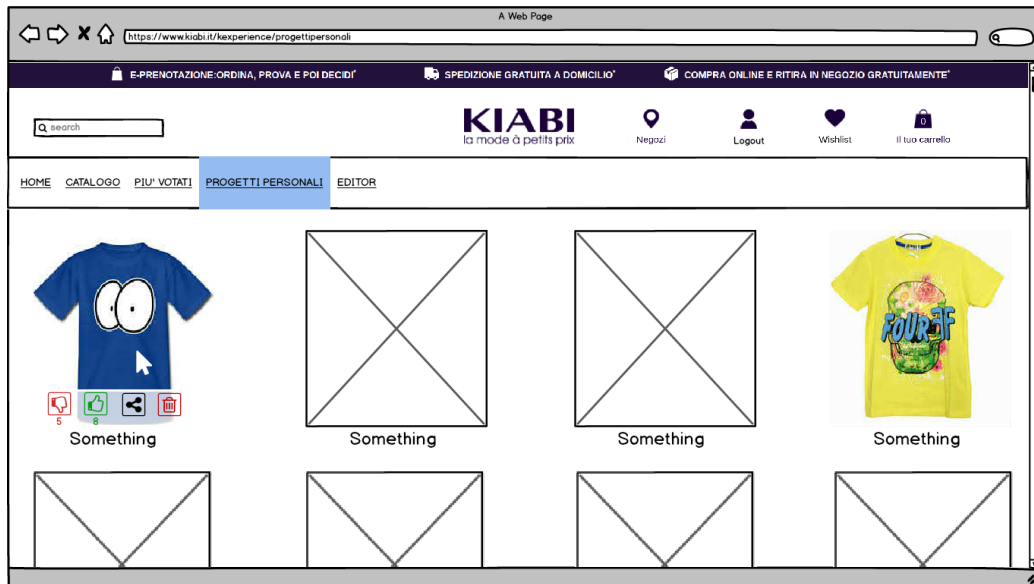 A Web Page
https://www.kiabi.it/kexperience/progettipersonali
E-PRENOTAZIONE:ORDINA, PROVA E POI DECIDI* SPEDIZIONE GRATUITA A DOMICILIO* COMPRA ONLINE E RITIRA IN NEGOZIO GRATUITAMENTE*
search
KIABI
la mode à petits prix
Negozi
Logout
Wishlist
0
Il tuo carrello
HOME CATALOGO PIU' VOTATI PROGETTI PERSONALI EDITOR
FOUR
5 8
Something Something Something Something